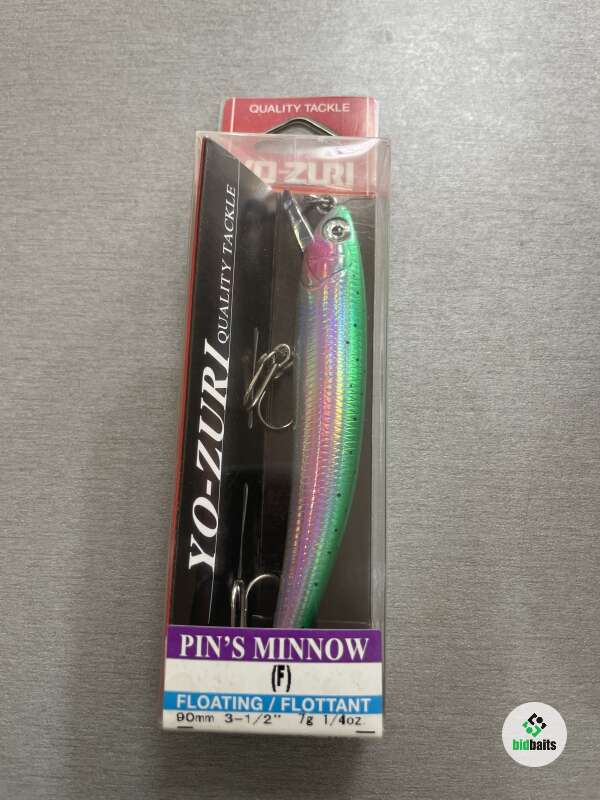 QUALITY TACKLE
YO-ZURI
YO-ZURI QUALITY TACKLE
PIN'S MINNOW
(F)
FLOATING / FLOTTANT
90mm 3-1/2" 7g 1/4oz.
bidbaits